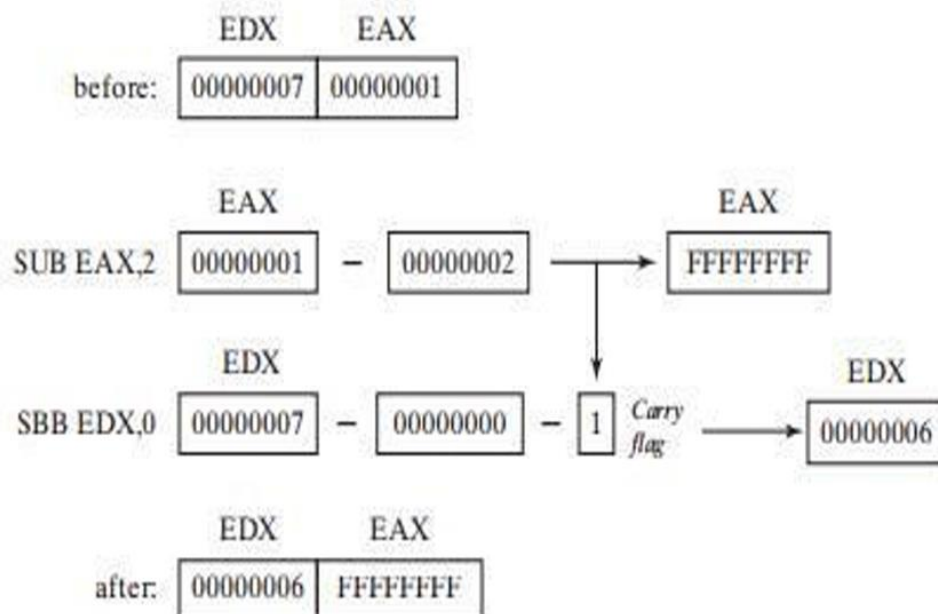 EDX EAX
before: 00000007 00000001
EAX EAX
SUB EAX,2 00000001 – 00000002 FFFFFFFF
EDX EDX
SBB EDX,0 00000007 – 00000000 – 1 Carry flag 00000006
EDX EAX
after: 00000006 FFFFFFFF